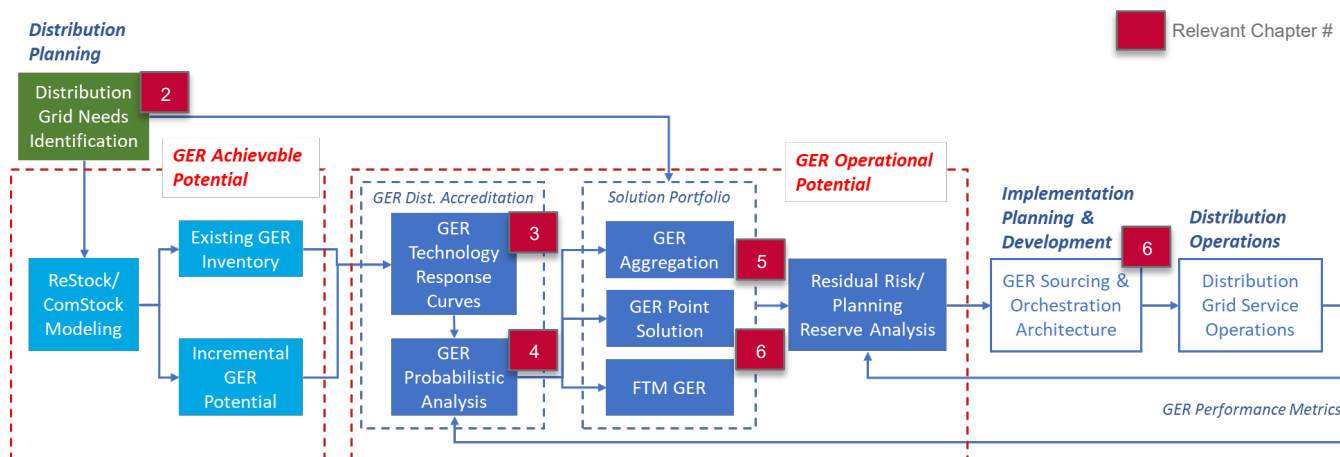 Distribution
Planning
Relevant Chapter #
Distribution
Grid Needs
Identification
2
GER Achievable
Potential
GER Operational
Potential
GER Dist. Accreditation
Solution Portfolio
Implementation
Planning &
Development
Distribution
Operations
ReStock/
ComStock
Modeling
Existing GER
Inventory
Incremental
GER
Potential
GER
Technology
Response
Curves
3
GER
Probabilistic
Analysis
4
GER
Aggregation
5
GER Point
Solution
6
FTM GER
Residual Risk/
Planning
Reserve Analysis
6
GER Sourcing &
Orchestration
Architecture
Distribution
Grid Service
Operations
GER Performance Metrics